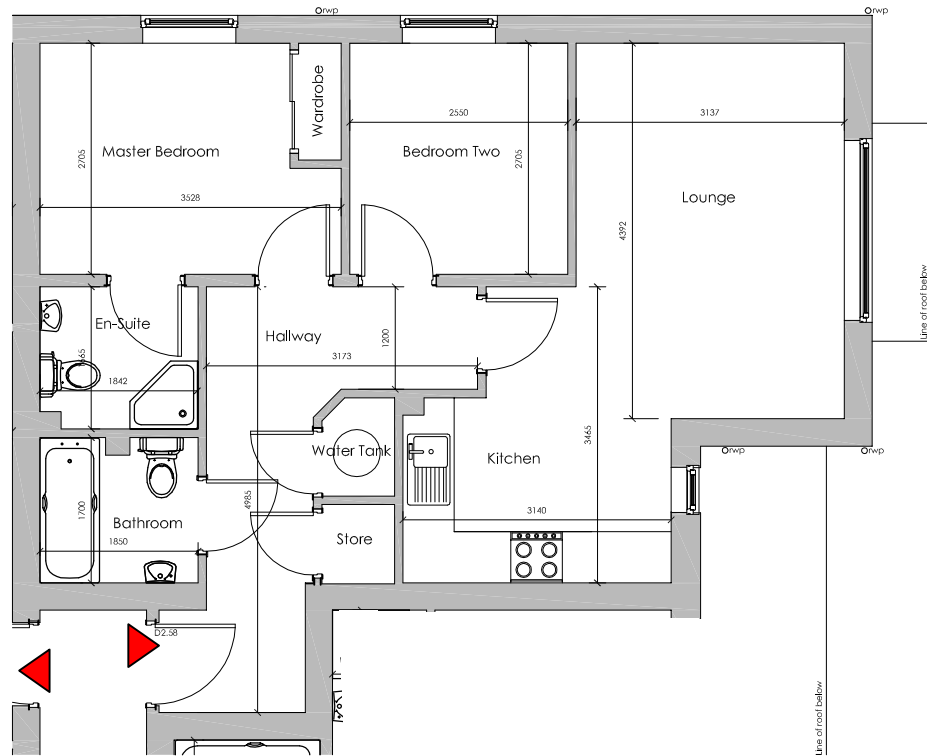 rwp
rwp
Wardrobe
2550
3137
Master Bedroom
Bedroom Two
2705
2705
Lounge
3528
4392
Line of roof below
En-Suite
Hallway
1200
3173
1842
3465
Water Tank
Kitchen
rwp
rwp
4985
1700
Bathroom
3140
1850
Store
D2.58
Line of roof below